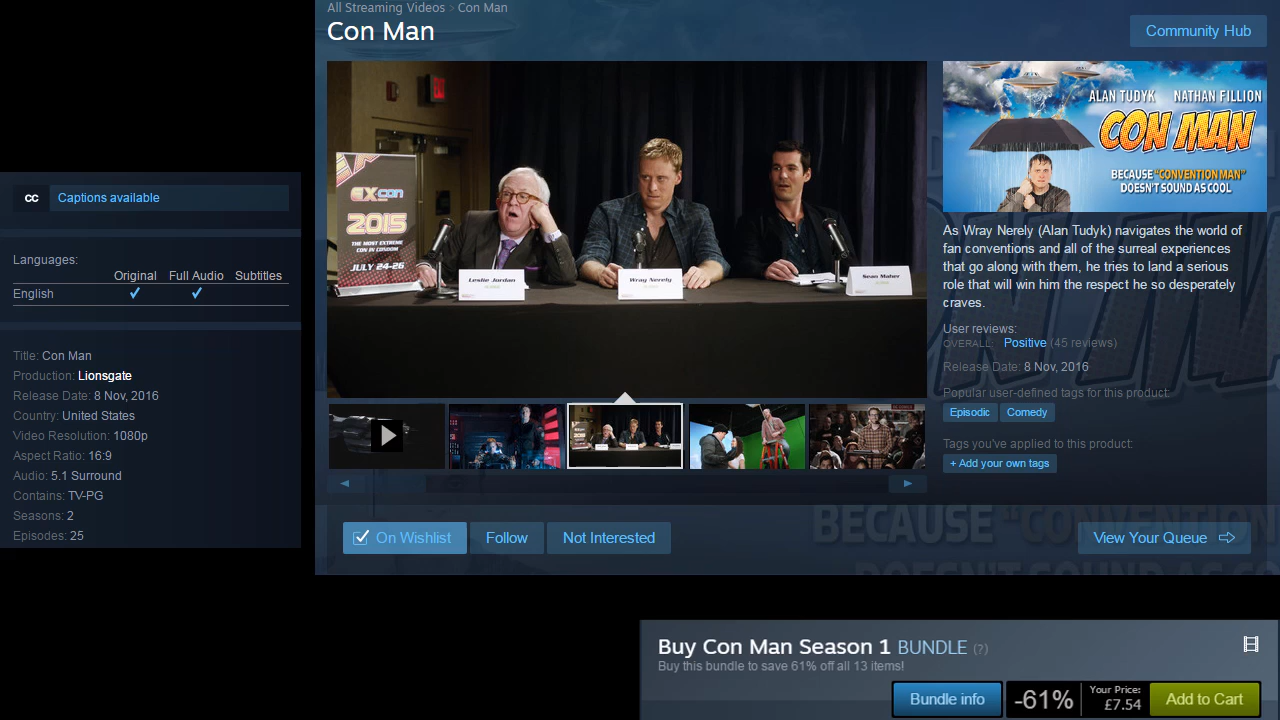 All Streaming Videos > Con Man
Con Man
Community Hub
EXCON
2015
THE MOST EXTREME
CON IN COSDOM
JULY 24-26
Leslie Jordan
Wray Nerely
Sean Maher
ALAN TUDYK NATHAN FILLION
CON MAN
BECAUSE "CONVENTION MAN"
DOESN'T SOUND AS COOL
As Wray Nerely (Alan Tudyk) navigates the world of
fan conventions and all of the surreal experiences
that go along with them, he tries to land a famous
role that will win him the respect he so desperately
craves.
User reviews:
OVERALL: Positive (45 reviews)
Release Date: 8 Nov, 2016
Popular user-defined tags for this product:
Episodic Comedy
Tags you've applied to this product:
+ Add your own tags
On Wishlist Follow Not Interested
View Your Queue
BECAUSE "CONVENTION
DOESN'T SOUND AS CO
CC Captions available
Languages:
Original Full Audio Subtitles
English
Title: Con Man
Production: Lionsgate
Release Date: 8 Nov, 2016
Country: United States
Video Resolution: 1080p
Aspect Ratio: 16:9
Audio: 5.1 Surround
Contains: TV-PG
Seasons: 2
Episodes: 25
Buy Con Man Season 1 BUNDLE (?)
Buy this bundle to save 61% off all 13 items!
Bundle info
-61%
Your Price:
£7.54
Add to Cart